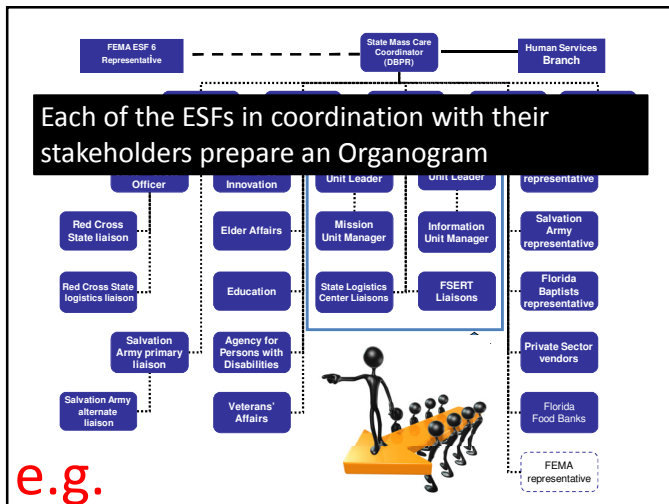 FEMA ESF 6
Representative
State Mass Care
Coordinator
(DBPR)
Human Services
Branch
Each of the ESFs in coordination with their
stakeholders prepare an Organogram
Officer
Innovation
Unit Leader
Unit Leader
representative
Red Cross
State liaison
Elder Affairs
Mission
Unit Manager
Information
Unit Manager
Salvation
Army
representative
Red Cross State
logistics liaison
Education
State Logistics
Center Liaisons
FSERT
Liaisons
Florida
Baptists
representative
Salvation
Army primary
liaison
Agency for
Persons with
Disabilities
Private Sector
vendors
Salvation Army
alternate
liaison
Veterans'
Affairs
Florida
Food Banks
FEMA
representative
e.g.